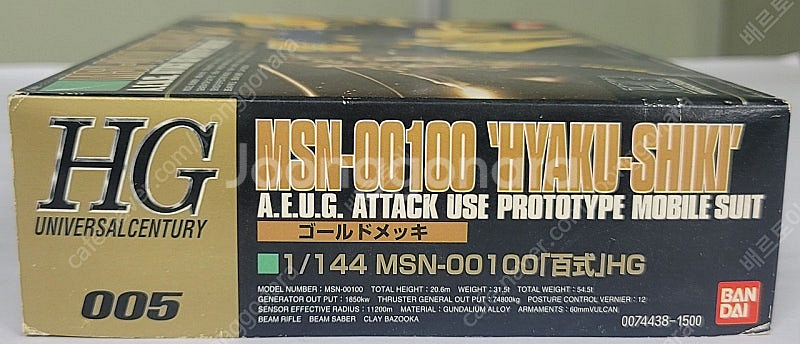 HG
UNIVERSALCENTURY
005
MSN-00100 'HYAKU-SHIKI'
A.E.U.G. ATTACK USE PROTOTYPE MOBILE SUIT
ゴールドメッキ
1/144 MSN-00100「百式」HG
MODEL NUMBER : MSN-00100 TOTAL HEIGHT : 20.6m WEIGHT : 31.5t TOTAL WEIGHT : 54.5t
GENERATOR OUT PUT : 1850kw THRUSTER GENERAL OUT PUT : 74800kg POSTURE CONTROL VERNIER : 12
SENSOR EFFECTIVE RADIUS : 11200m MATERIAL : GUNDALIUM ALLOY ARMAMENTS : 60mmVULCAN
BEAM RIFLE BEAM SABER CLAY BAZOOKA
BAN
DAI
0074438-1500
Joonggonara